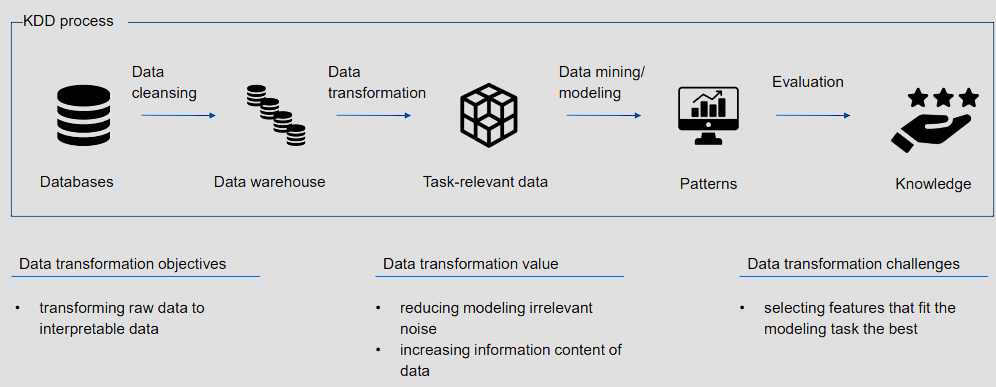 KDD process
Data
cleansing
Data
transformation
Data mining/
modeling
Evaluation
Databases
Data warehouse
Task-relevant data
Patterns
Knowledge
Data transformation objectives
• transforming raw data to
interpretable data
Data transformation value
• reducing modeling irrelevant
noise
• increasing information content of
data
Data transformation challenges
• selecting features that fit the
modeling task the best